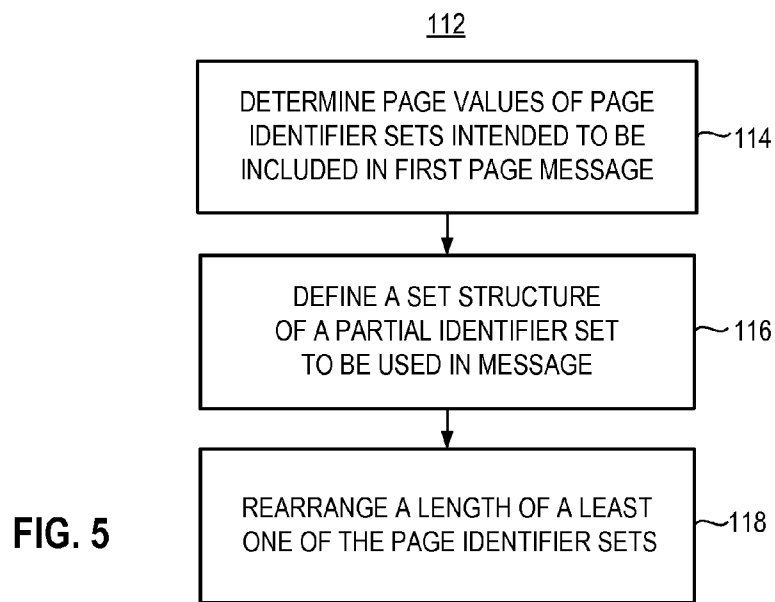 112
DETERMINE PAGE VALUES OF PAGE
IDENTIFIER SETS INTENDED TO BE
INCLUDED IN FIRST PAGE MESSAGE
114
DEFINE A SET STRUCTURE
OF A PARTIAL IDENTIFIER SET
TO BE USED IN MESSAGE
116
REARRANGE A LENGTH OF A LEAST
ONE OF THE PAGE IDENTIFIER SETS
118
FIG. 5